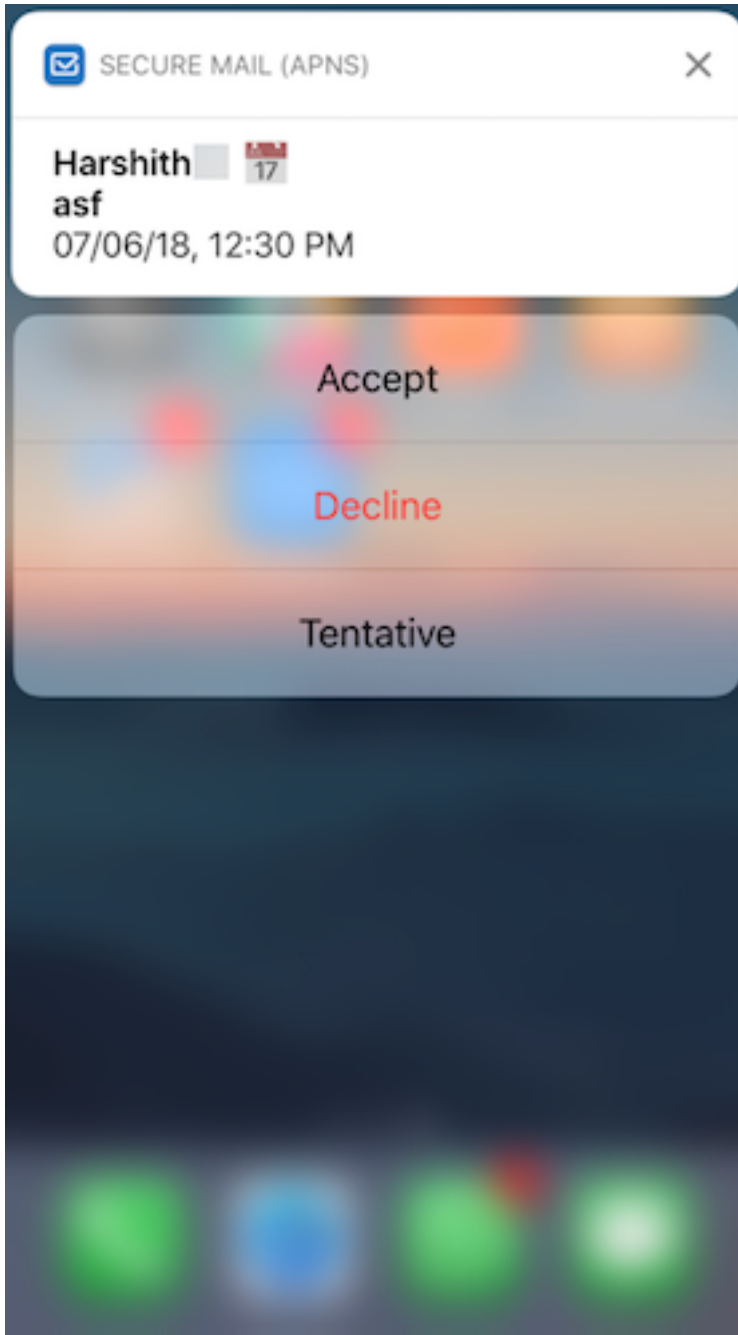 SECURE MAIL (APNS)
Harshith 📅
asf
07/06/18, 12:30 PM
Accept
Decline
Tentative